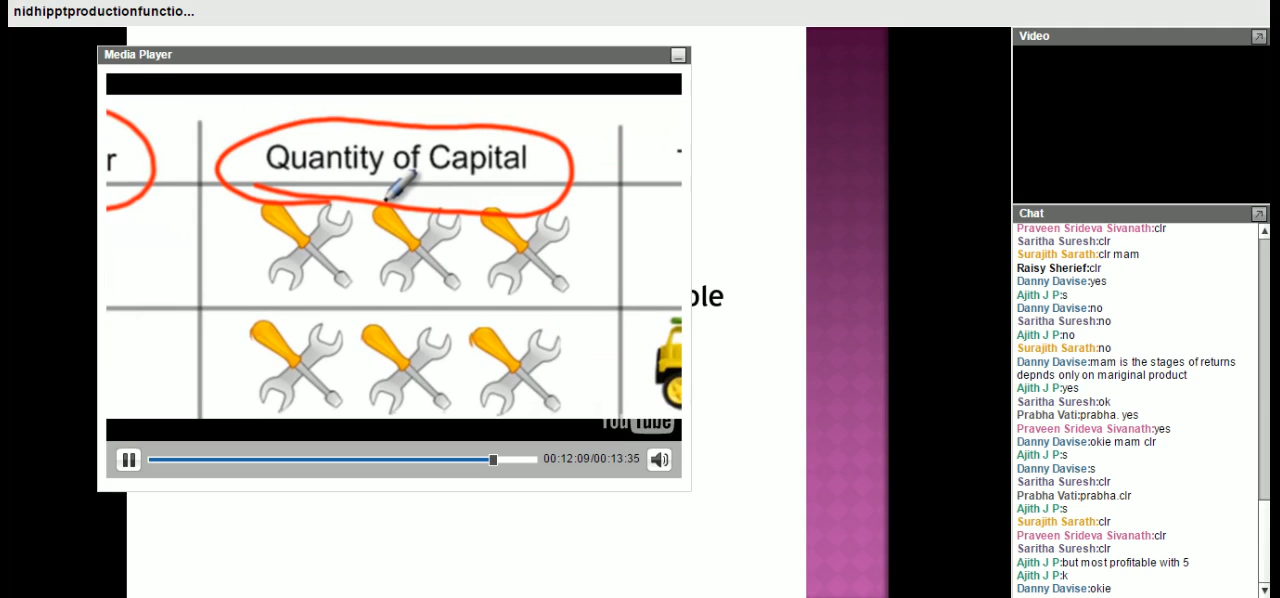 nidhipptproductionfunctio...
Media Player
r
Quantity of Capital
ple
YouTube
00:12:09/00:13:35
Video
Chat
Praveen Srideva Sivanath:clr
Saritha Suresh:clr
Surajith Sarath:clr mam
Raisy Sherief:clr
Danny Davise:yes
Ajith J P:s
Danny Davise:no
Saritha Suresh:no
Ajith J P:no
Surajith Sarath:no
Danny Davise:mam is the stages of returns
depnds only on mariginal product
Ajith J P:yes
Saritha Suresh:ok
Prabha Vati:prabha. yes
Praveen Srideva Sivanath:yes
Danny Davise:okie mam clr
Ajith J P:s
Danny Davise:s
Saritha Suresh:clr
Prabha Vati:prabha.clr
Ajith J P:s
Surajith Sarath:clr
Praveen Srideva Sivanath:clr
Saritha Suresh:clr
Ajith J P:but most profitable with 5
Ajith J P:k
Danny Davise:okie